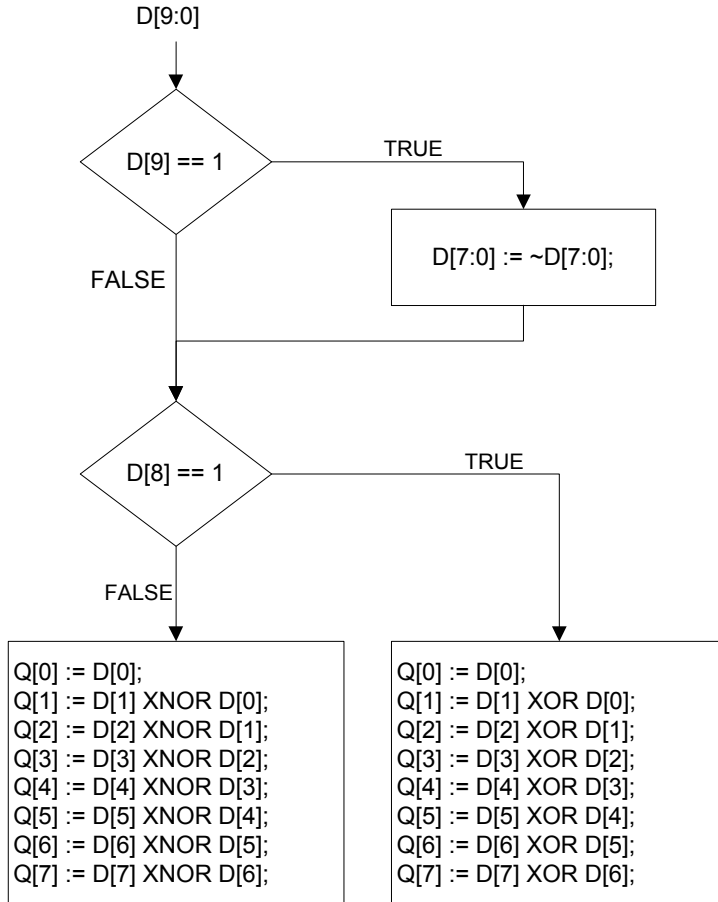 D[9:0]
D[9] == 1
TRUE
D[7:0] := ~D[7:0];
FALSE
D[8] == 1
TRUE
FALSE
Q[0] := D[0];
Q[1] := D[1] XNOR D[0];
Q[2] := D[2] XNOR D[1];
Q[3] := D[3] XNOR D[2];
Q[4] := D[4] XNOR D[3];
Q[5] := D[5] XNOR D[4];
Q[6] := D[6] XNOR D[5];
Q[7] := D[7] XNOR D[6];
Q[0] := D[0];
Q[1] := D[1] XOR D[0];
Q[2] := D[2] XOR D[1];
Q[3] := D[3] XOR D[2];
Q[4] := D[4] XOR D[3];
Q[5] := D[5] XOR D[4];
Q[6] := D[6] XOR D[5];
Q[7] := D[7] XOR D[6];